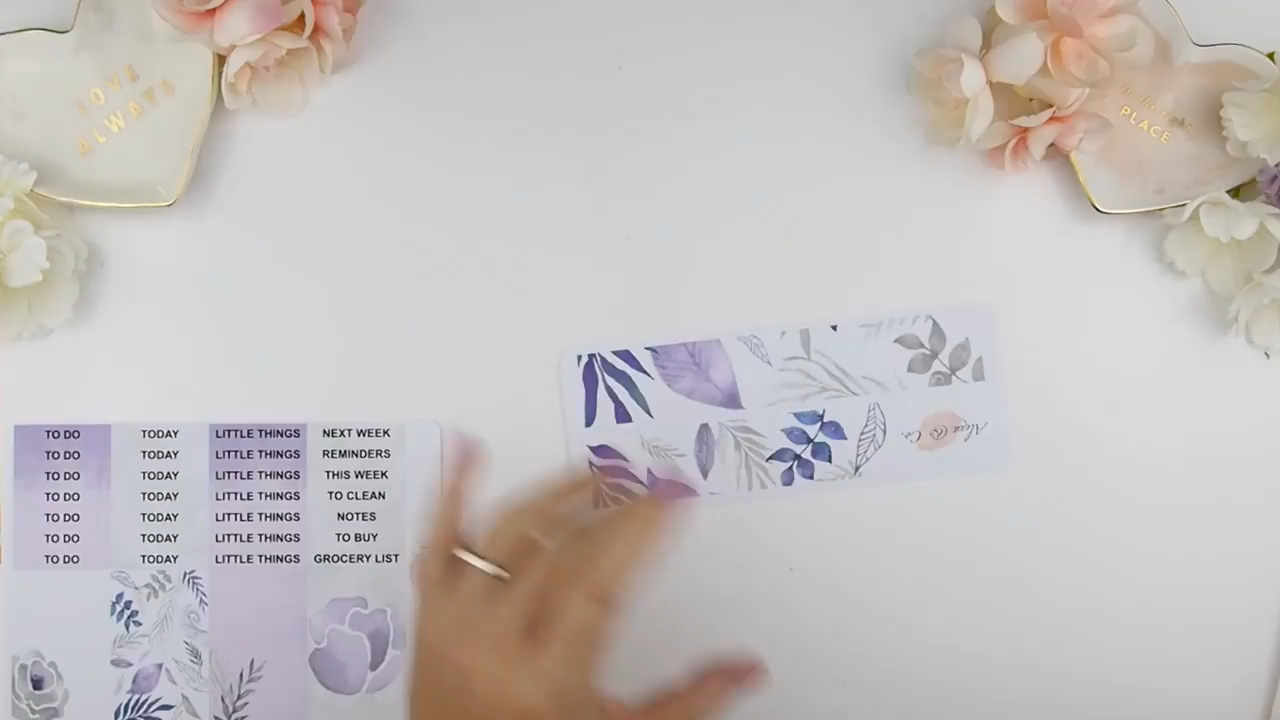 LOVE
ALWAYS
PLACE
TO DO TODAY LITTLE THINGS NEXT WEEK
TO DO TODAY LITTLE THINGS REMINDERS
TO DO TODAY LITTLE THINGS THIS WEEK
TO DO TODAY LITTLE THINGS TO CLEAN
TO DO TODAY LITTLE THINGS NOTES
TO DO TODAY LITTLE THINGS TO BUY
TO DO TODAY LITTLE THINGS GROCERY LIST